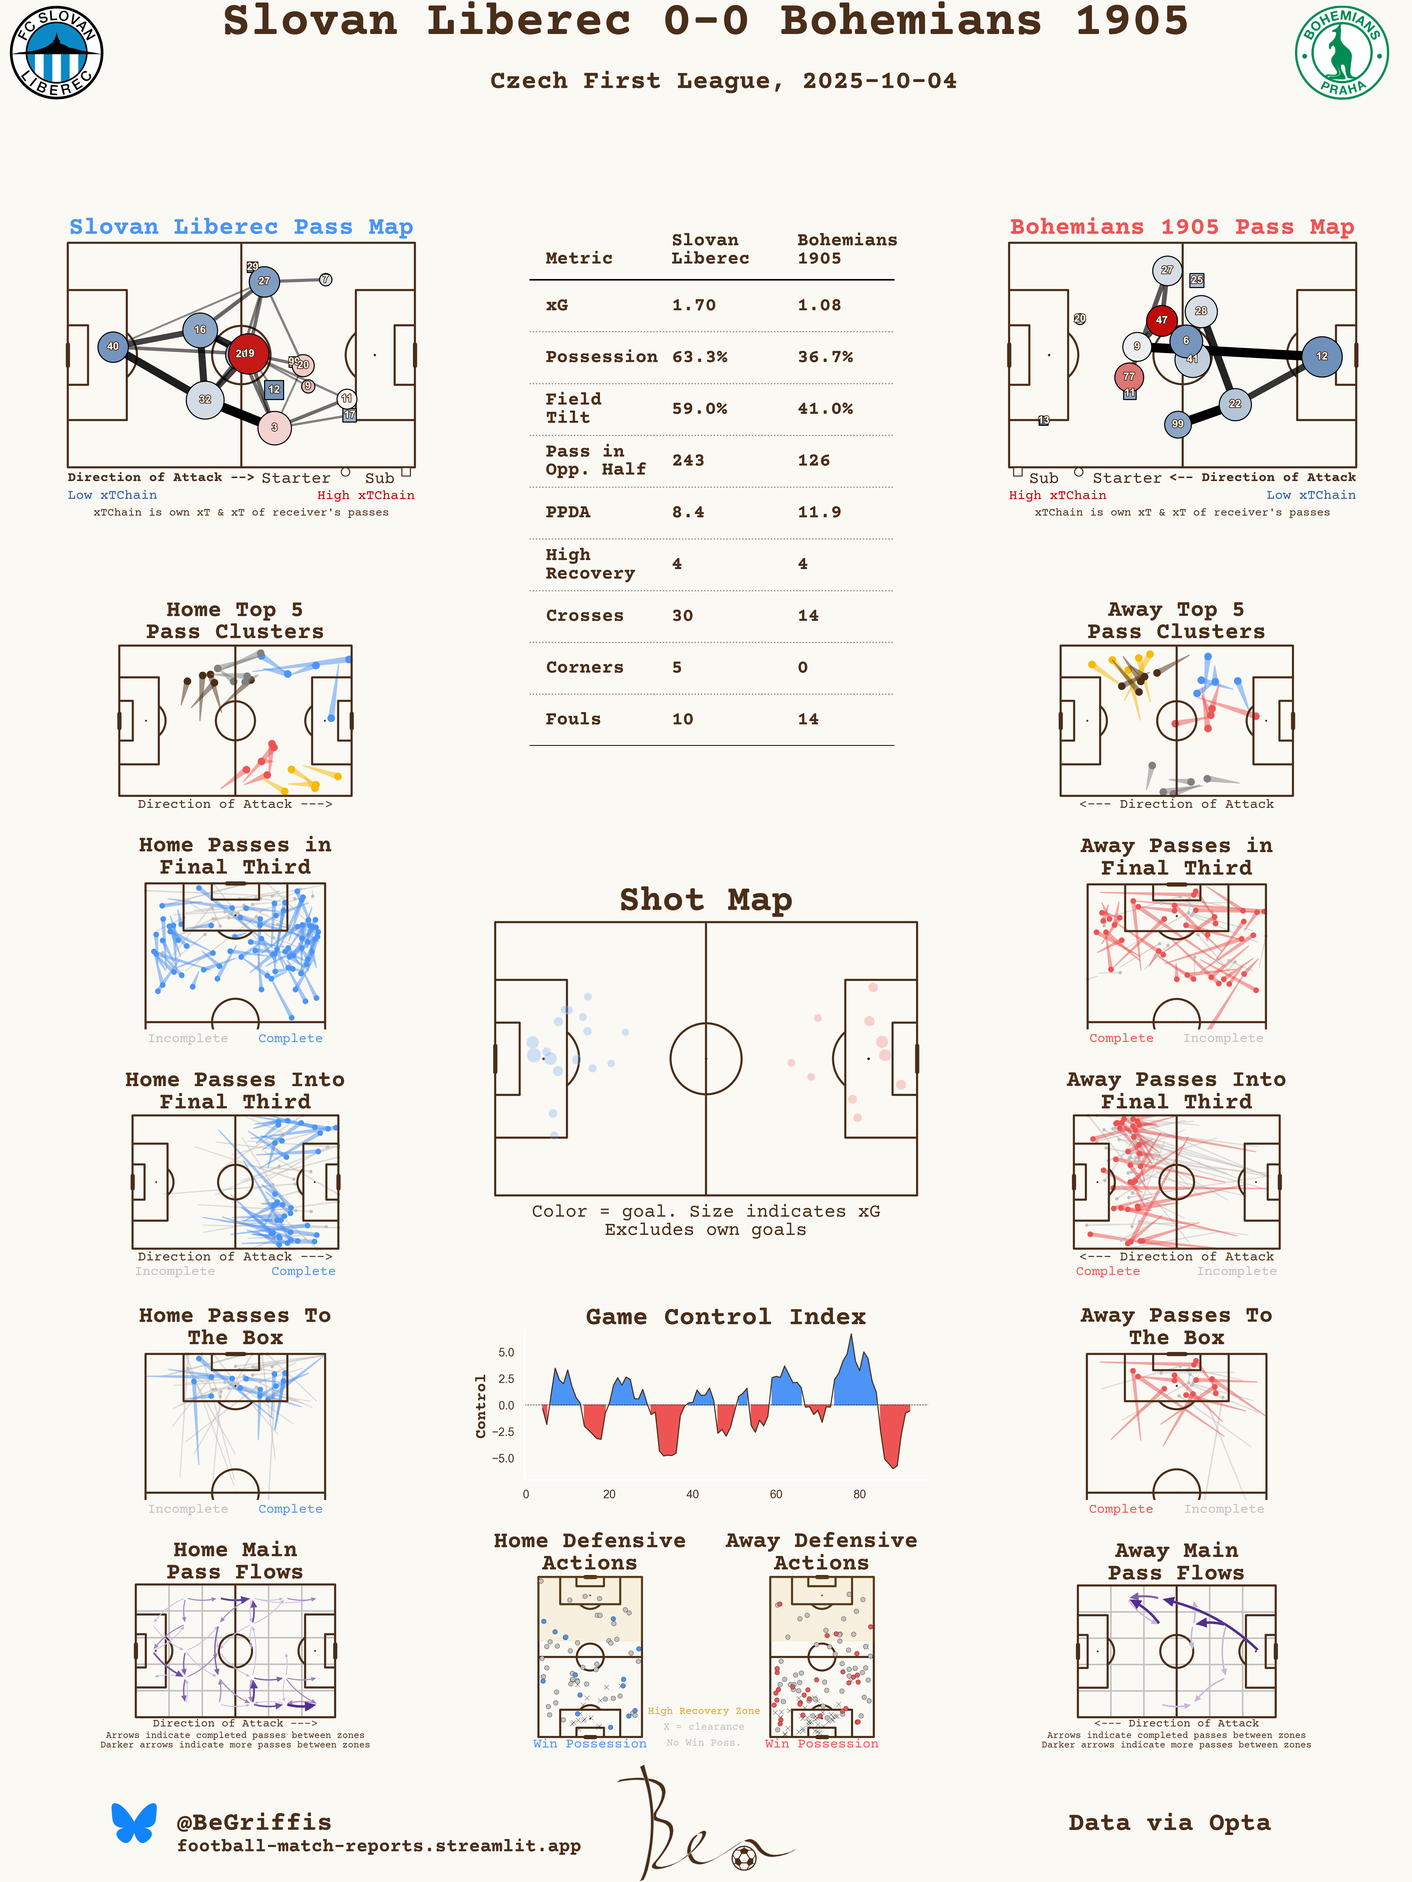 Slovan Liberec 0-0 Bohemians 1905
Czech First League, 2025-10-04
FC SLOVAN
LIBEREC
BOHEMIANS
PRAHA
Slovan Liberec Pass Map
29
27
7
16
40
19
99
20
9
12
11
32
17
3
Direction of Attack --> Starter Sub
Low xTChain High xTChain
xTChain is own xT & xT of receiver's passes
Metric Slovan Liberec Bohemians 1905
xG 1.70 1.08
Possession 63.3% 36.7%
Field Tilt 59.0% 41.0%
Pass in Opp. Half 243 126
PPDA 8.4 11.9
High Recovery 4 4
Crosses 30 14
Corners 5 0
Fouls 10 14
Bohemians 1905 Pass Map
27
25
20
47
28
9
6
41
12
77
11
22
13
99
Sub Starter <-- Direction of Attack
High xTChain Low xTChain
xTChain is own xT & xT of receiver's passes
Home Top 5
Pass Clusters
Direction of Attack --->
Away Top 5
Pass Clusters
<--- Direction of Attack
Home Passes in
Final Third
Incomplete Complete
Away Passes in
Final Third
Complete Incomplete
Shot Map
Color = goal. Size indicates xG
Excludes own goals
Home Passes Into
Final Third
Direction of Attack --->
Incomplete Complete
Away Passes Into
Final Third
<--- Direction of Attack
Complete Incomplete
Home Passes To
The Box
Incomplete Complete
Game Control Index
Control
5.0
2.5
0.0
−2.5
−5.0
0 20 40 60 80
Away Passes To
The Box
Complete Incomplete
Home Main
Pass Flows
Direction of Attack --->
Arrows indicate completed passes between zones
Darker arrows indicate more passes between zones
Home Defensive
Actions
Win Possession
Away Defensive
Actions
Win Possession
High Recovery Zone
X = clearance
No Win Poss.
Away Main
Pass Flows
<--- Direction of Attack
Arrows indicate completed passes between zones
Darker arrows indicate more passes between zones
@BeGriffis
football-match-reports.streamlit.app
Ben
Data via Opta